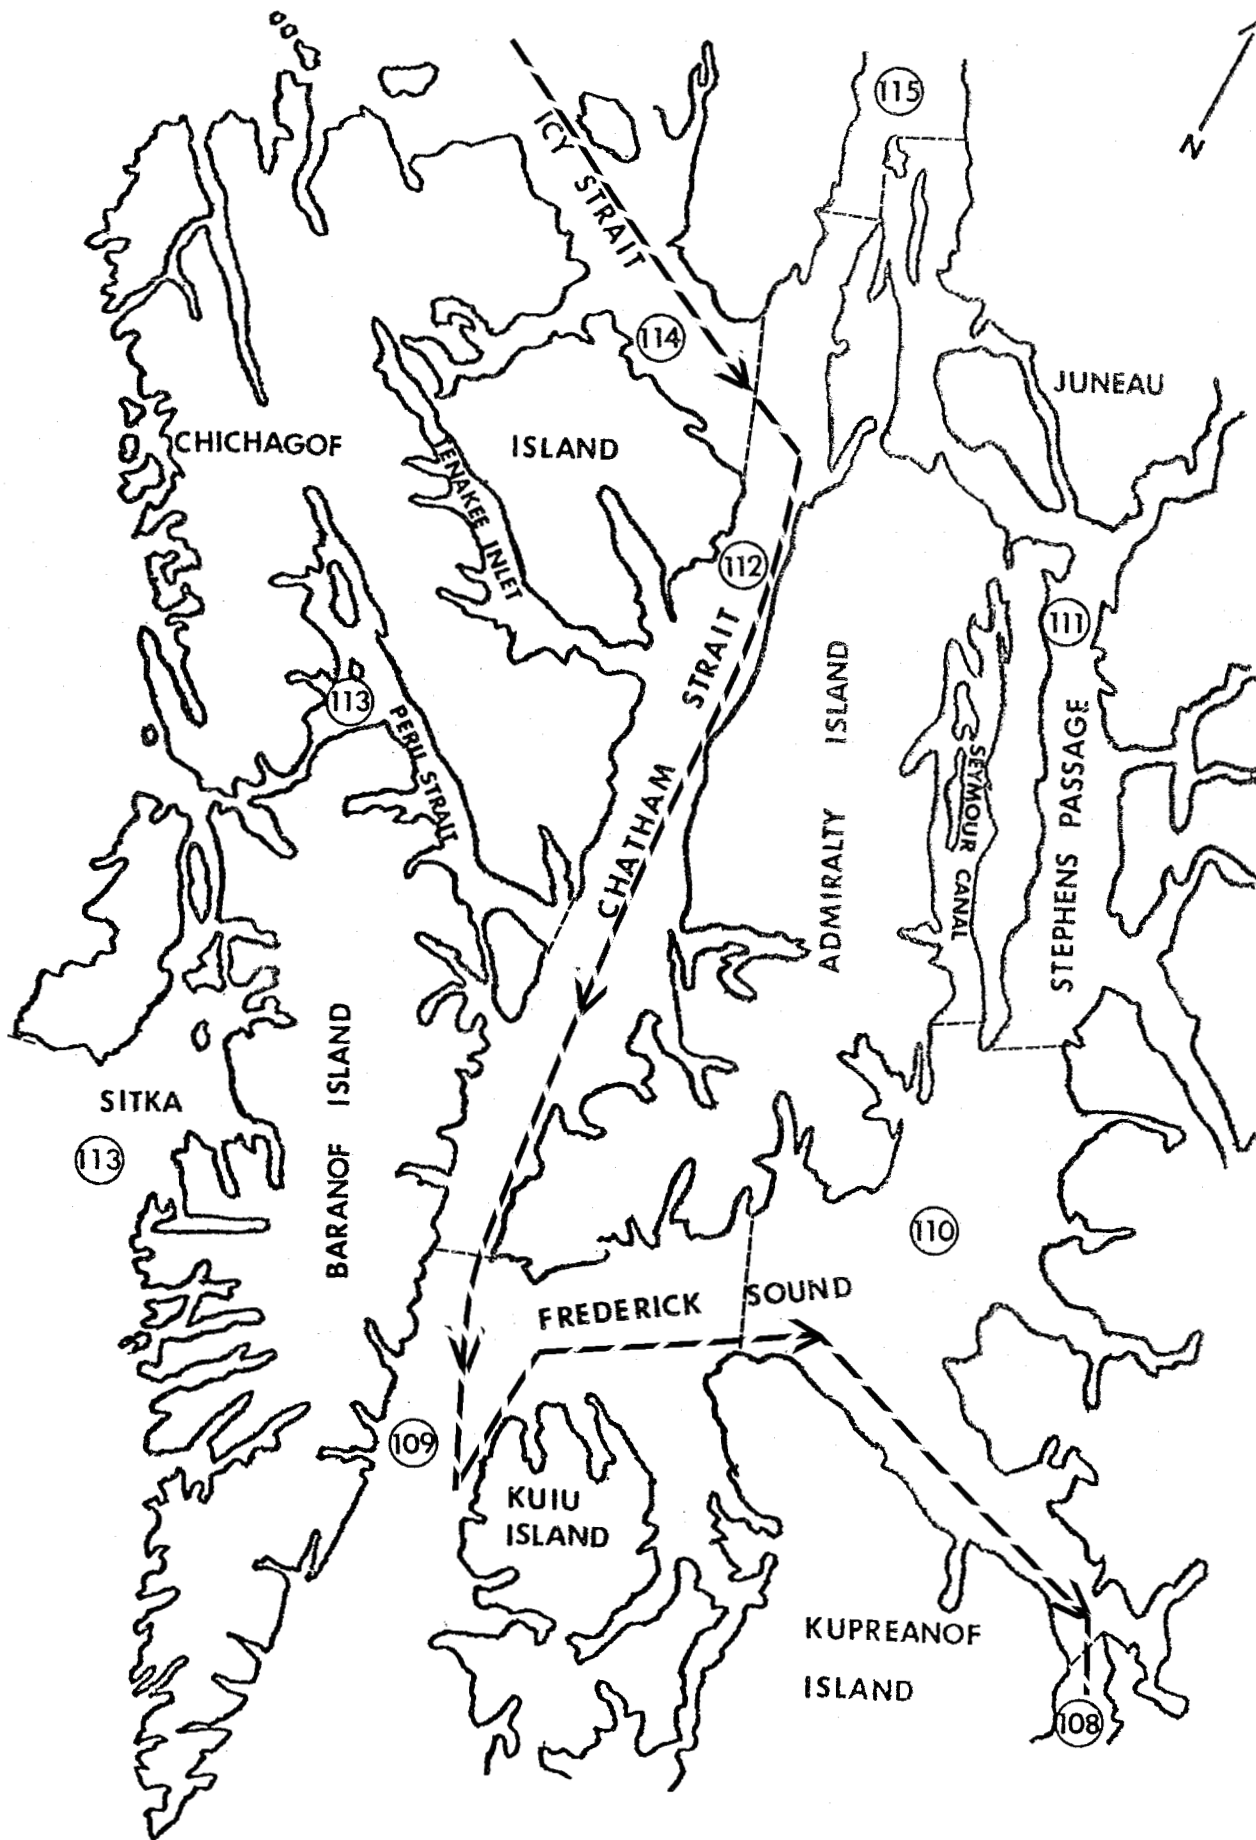 115
N
ICY STRAIT
114
JUNEAU
CHICHAGOF
ISLAND
TENAKEE INLET
112
111
113
PERIL STRAIT
CHATHAM STRAIT
ADMIRALTY ISLAND
SEYMOUR CANAL
STEPHENS PASSAGE
SITKA
113
BARANOF ISLAND
110
FREDERICK SOUND
109
KUIU
ISLAND
KUPREANOF
ISLAND
108